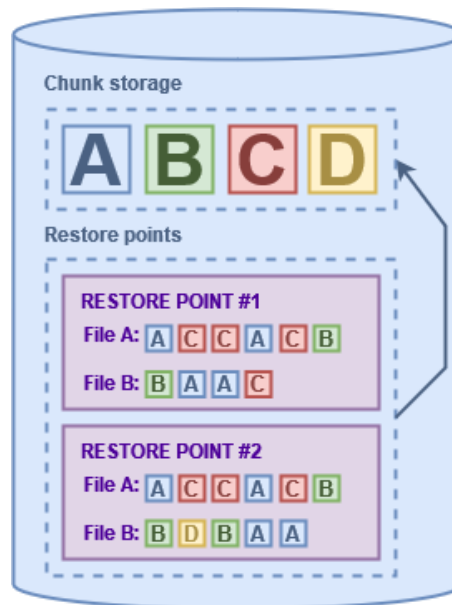 Chunk storage
A B C D
Restore points
RESTORE POINT #1
File A: A C C A C B
File B: B A A C
RESTORE POINT #2
File A: A C C A C B
File B: B D B A A